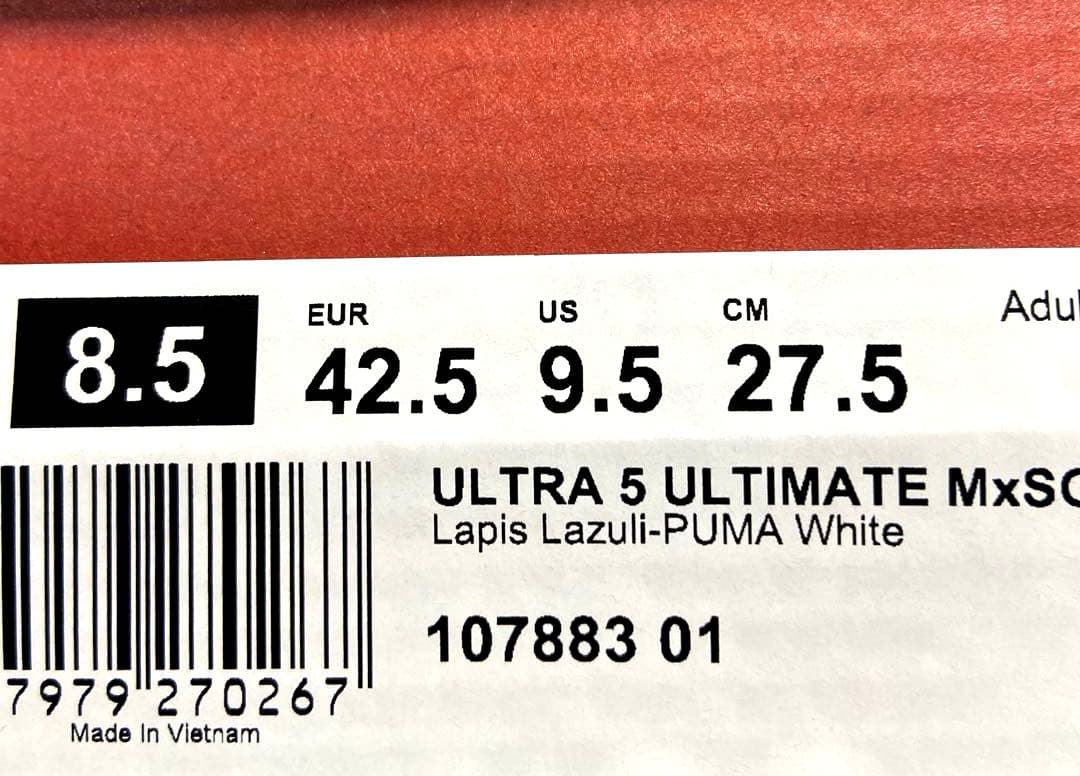 8.5
EUR US CM
42.5 9.5 27.5
ULTRA 5 ULTIMATE
Lapis Lazuli-PUMA White
107883 01
7979 270267
Made In Vietnam